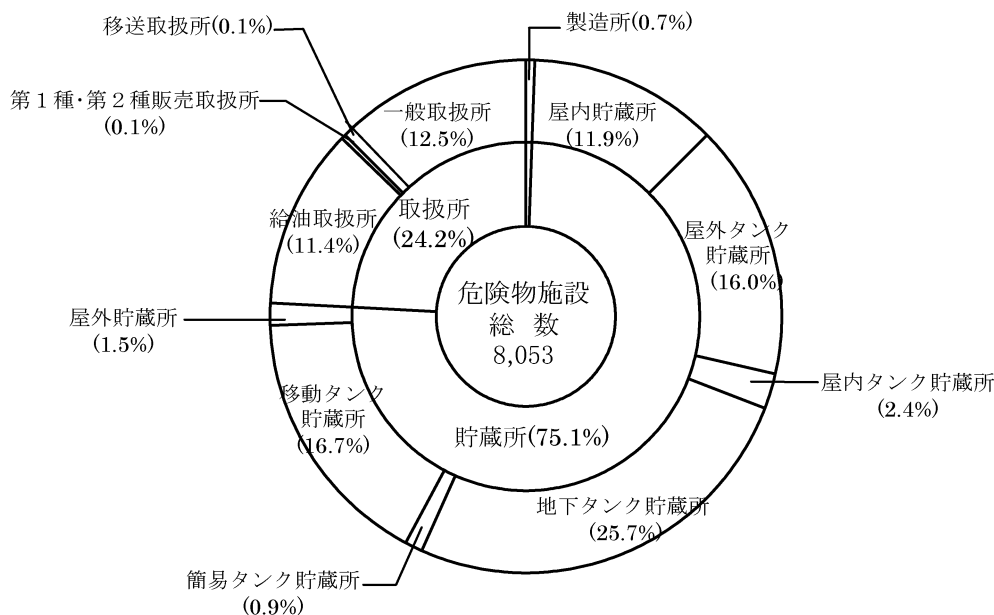 移送取扱所(0.1%)
製造所(0.7%)
第１種･第２種販売取扱所
(0.1%)
一般取扱所
(12.5%)
屋内貯蔵所
(11.9%)
給油取扱所
(11.4%)
取扱所
(24.2%)
屋外タンク
貯蔵所
(16.0%)
危険物施設
総 数
8,053
屋外貯蔵所
(1.5%)
屋内タンク貯蔵所
(2.4%)
移動タンク
貯蔵所
(16.7%)
貯蔵所(75.1%)
地下タンク貯蔵所
(25.7%)
簡易タンク貯蔵所
(0.9%)